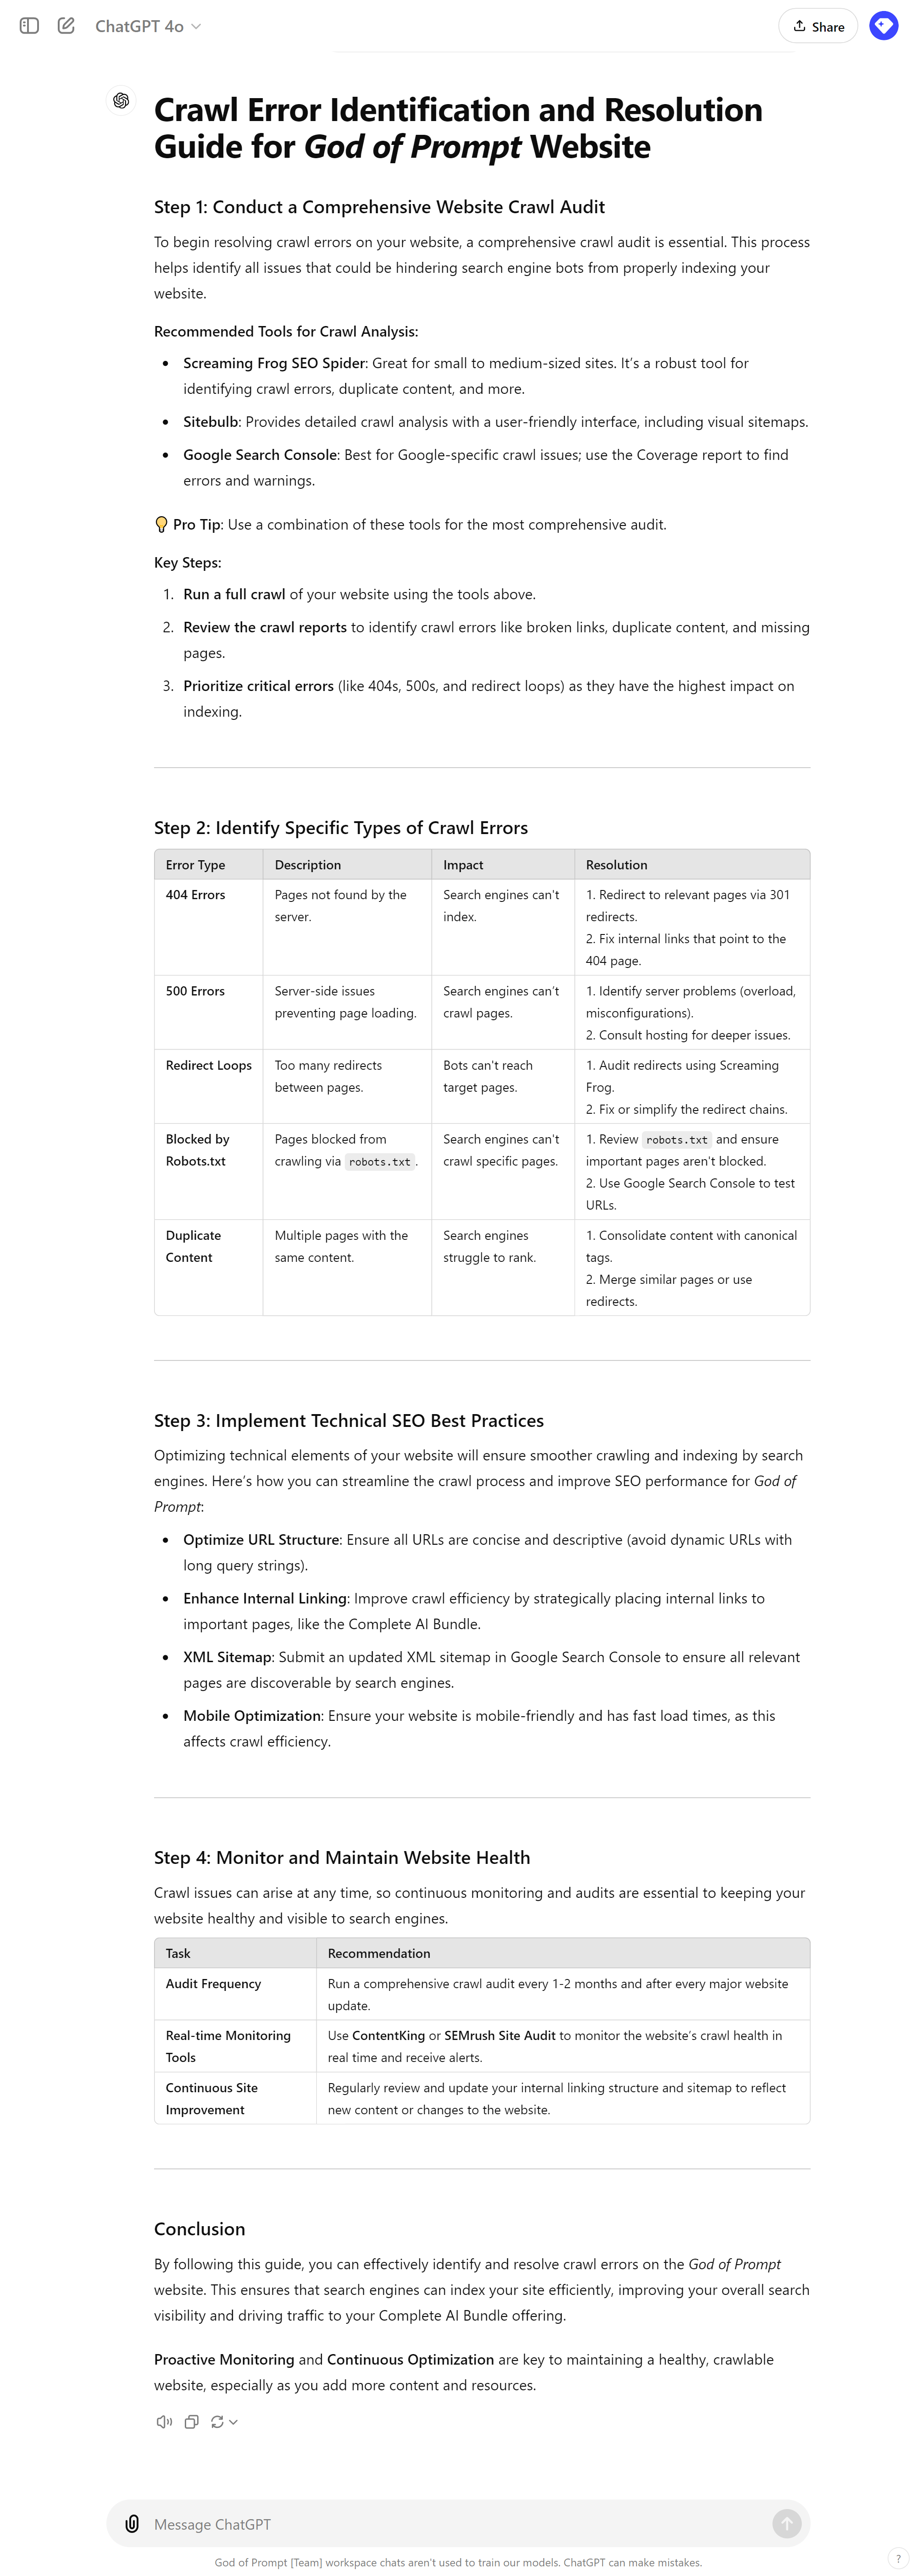 ChatGPT 4o
Share
Crawl Error Identification and Resolution
Guide for God of Prompt Website
Step 1: Conduct a Comprehensive Website Crawl Audit
To begin resolving crawl errors on your website, a comprehensive crawl audit is essential. This process
helps identify all issues that could be hindering search engine bots from properly indexing your
website.
Recommended Tools for Crawl Analysis:
• Screaming Frog SEO Spider: Great for small to medium-sized sites. It's a robust tool for
identifying crawl errors, duplicate content, and more.
• Sitebulb: Provides detailed crawl analysis with a user-friendly interface, including visual sitemaps.
• Google Search Console: Best for Google-specific crawl issues; use the Coverage report to find
errors and warnings.
💡 Pro Tip: Use a combination of these tools for the most comprehensive audit.
Key Steps:
1. Run a full crawl of your website using the tools above.
2. Review the crawl reports to identify crawl errors like broken links, duplicate content, and missing
pages.
3. Prioritize critical errors (like 404s, 500s, and redirect loops) as they have the highest impact on
indexing.
Step 2: Identify Specific Types of Crawl Errors
Error Type Description Impact Resolution
404 Errors
Pages not found by the
server.
Search engines can't
index.
1. Redirect to relevant pages via 301
redirects.
2. Fix internal links that point to the
404 page.
500 Errors
Server-side issues
preventing page loading.
Search engines can't
crawl pages.
1. Identify server problems (overload,
misconfigurations).
2. Consult hosting for deeper issues.
Redirect Loops
Too many redirects
between pages.
Bots can't reach
target pages.
1. Audit redirects using Screaming
Frog.
2. Fix or simplify the redirect chains.
Blocked by
Robots.txt
Pages blocked from
crawling via robots.txt.
Search engines can't
crawl specific pages.
1. Review robots.txt and ensure
important pages aren't blocked.
2. Use Google Search Console to test
URLs.
Duplicate
Content
Multiple pages with the
same content.
Search engines
struggle to rank.
1. Consolidate content with canonical
tags.
2. Merge similar pages or use
redirects.
Step 3: Implement Technical SEO Best Practices
Optimizing technical elements of your website will ensure smoother crawling and indexing by search
engines. Here's how you can streamline the crawl process and improve SEO performance for God of
Prompt:
• Optimize URL Structure: Ensure all URLs are concise and descriptive (avoid dynamic URLs with
long query strings).
• Enhance Internal Linking: Improve crawl efficiency by strategically placing internal links to
important pages, like the Complete AI Bundle.
• XML Sitemap: Submit an updated XML sitemap in Google Search Console to ensure all relevant
pages are discoverable by search engines.
• Mobile Optimization: Ensure your website is mobile-friendly and has fast load times, as this
affects crawl efficiency.
Step 4: Monitor and Maintain Website Health
Crawl issues can arise at any time, so continuous monitoring and audits are essential to keeping your
website healthy and visible to search engines.
Task Recommendation
Audit Frequency
Run a comprehensive crawl audit every 1-2 months and after every major website
update.
Real-time Monitoring
Tools
Use ContentKing or SEMrush Site Audit to monitor the website's crawl health in
real time and receive alerts.
Continuous Site
Improvement
Regularly review and update your internal linking structure and sitemap to reflect
new content or changes to the website.
Conclusion
By following this guide, you can effectively identify and resolve crawl errors on the God of Prompt
website. This ensures that search engines can index your site efficiently, improving your overall search
visibility and driving traffic to your Complete AI Bundle offering.
Proactive Monitoring and Continuous Optimization are key to maintaining a healthy, crawlable
website, especially as you add more content and resources.
Message ChatGPT
God of Prompt [Team] workspace chats aren't used to train our models. ChatGPT can make mistakes.
?